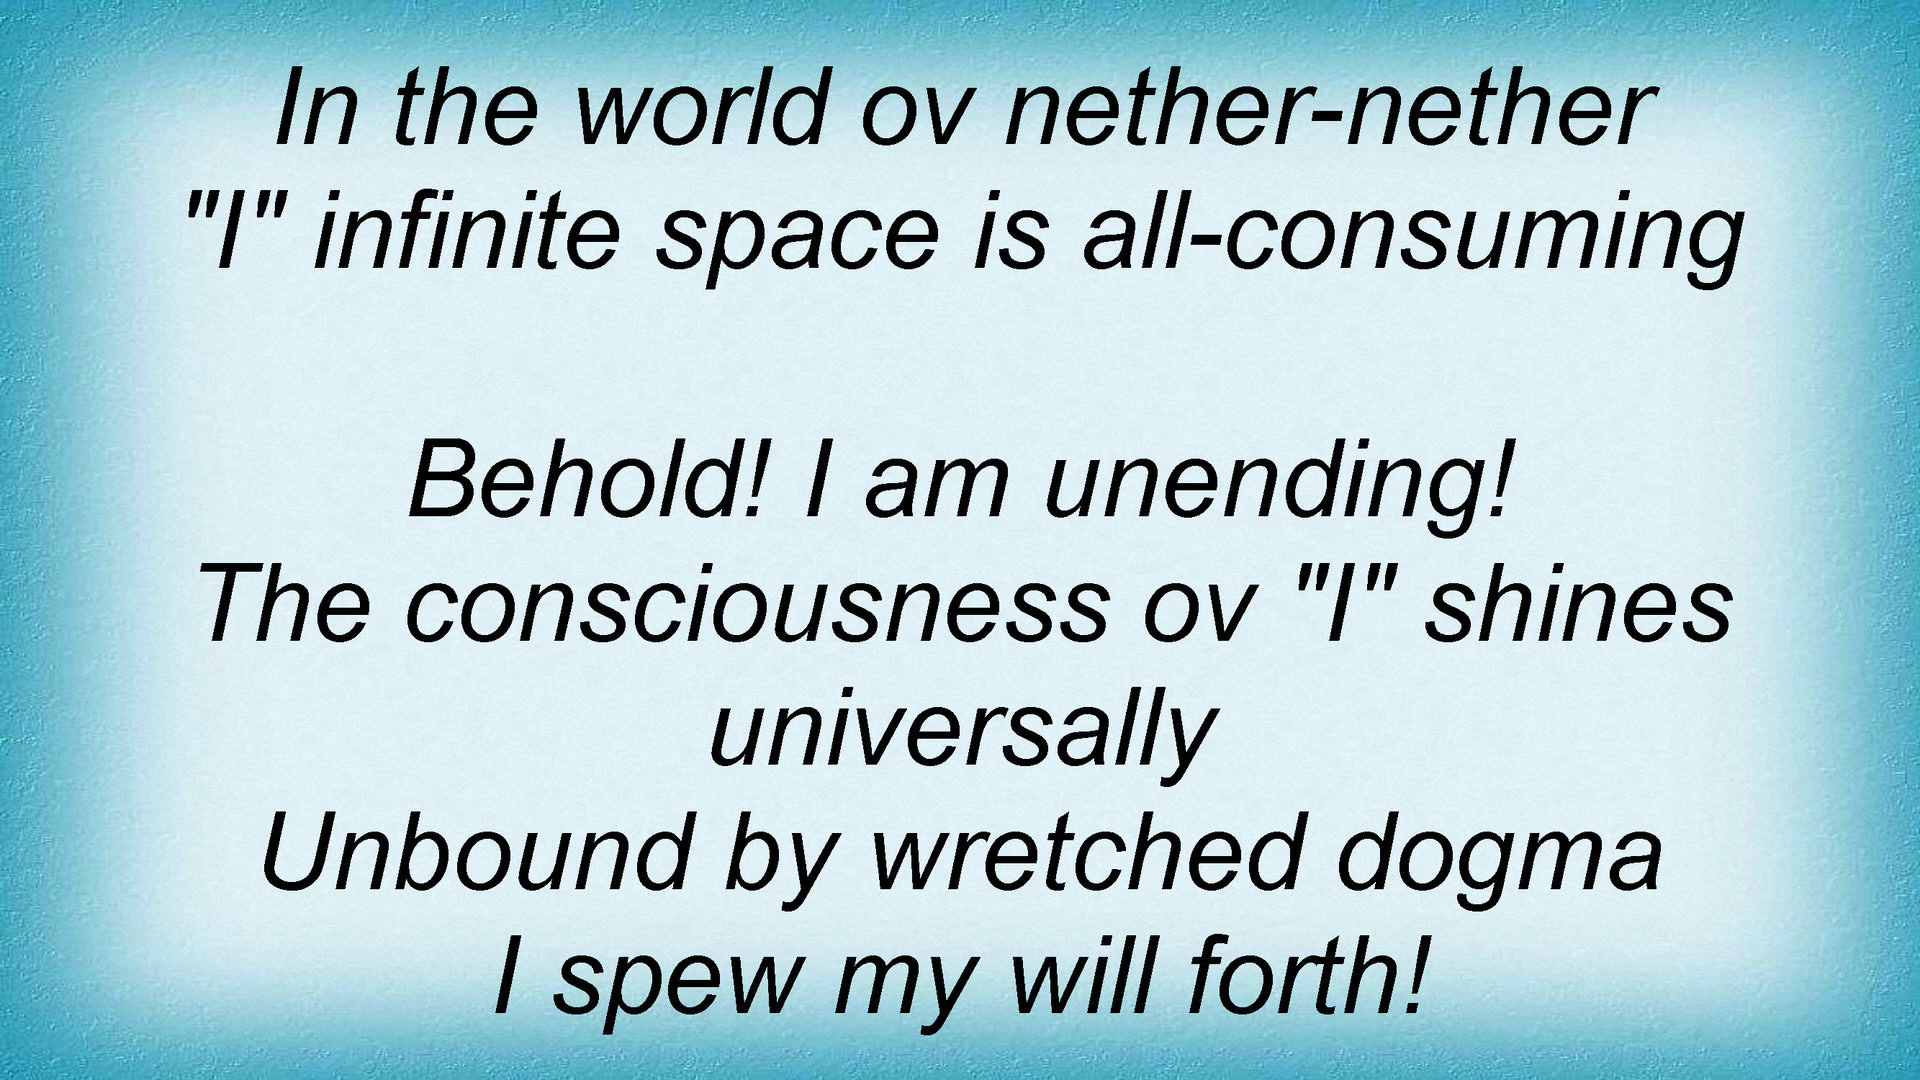 In the world ov nether-nether
"I" infinite space is all-consuming
Behold! I am unending!
The consciousness ov "I" shines
universally
Unbound by wretched dogma
I spew my will forth!